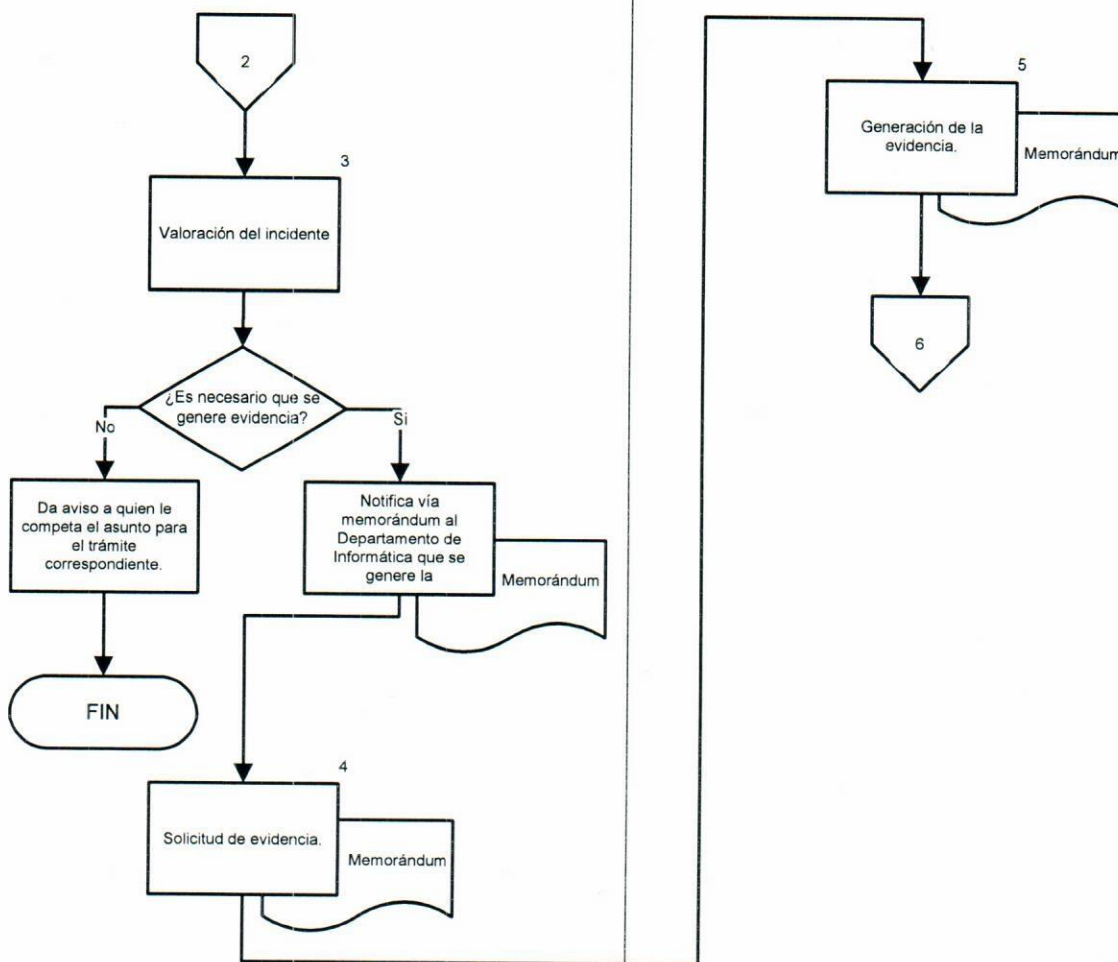 2
3
Valoración del incidente
¿Es necesario que se
genere evidencia?
No
Si
Da aviso a quien le
competa el asunto para
el trámite
correspondiente.
Notifica vía
memorándum al
Departamento de
Informática que se
genere la
Memorándum
FIN
4
Solicitud de evidencia.
Memorándum
5
Generación de la
evidencia.
Memorándum
6